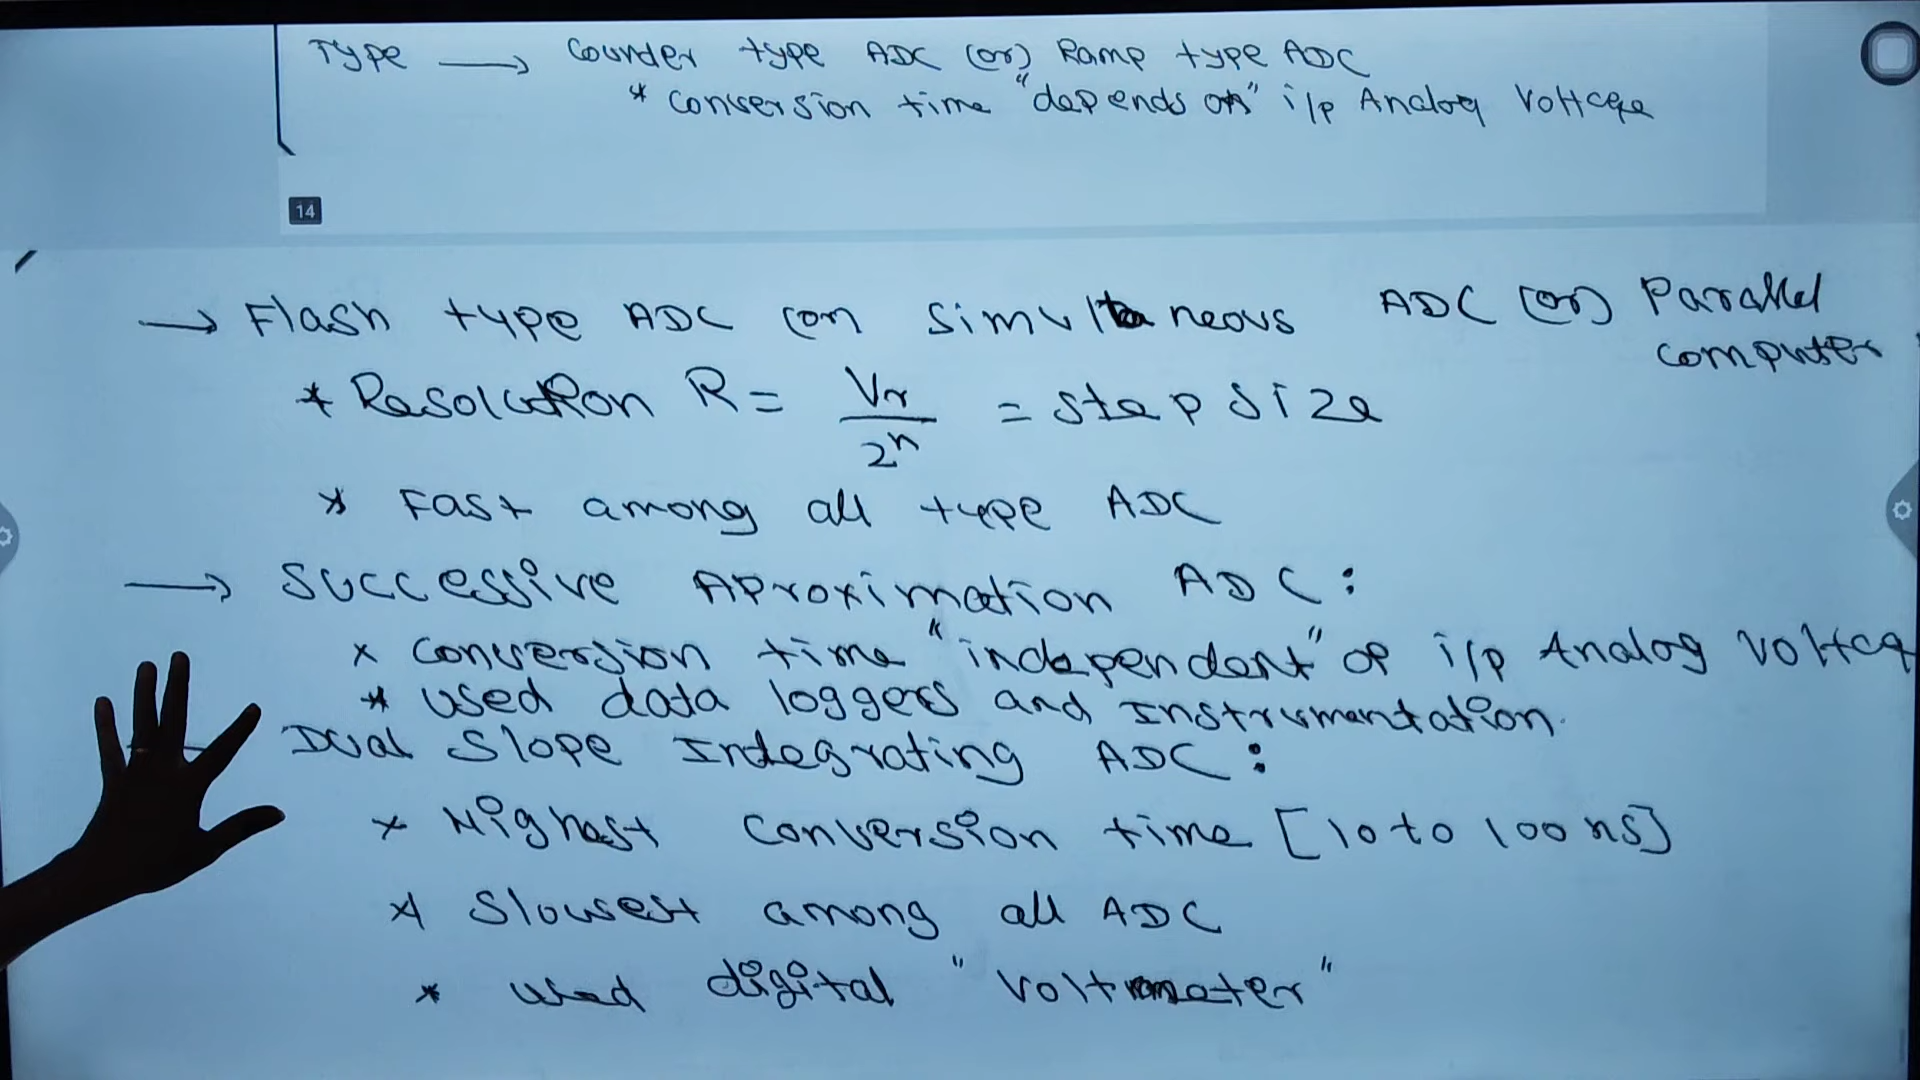 Type → Counter type ADC (or) Ramp type ADC
* Conversion time "depends on" i/p Analog Voltage
14
→ Flash type ADC (or) Simultaneous ADC (or) Parallel
computer
* Resolution R = Vr/2^n = step size
* Fast among all type ADC
→ Successive Aproximation ADC:
* Conversion time "independent" of i/p Analog Voltag
* Used data loggers and Instrumentation.
Dual Slope Integrating ADC:
* Highest Conversion time [10 to 100 ns]
* Slowest among all ADC
* Used digital "Voltmeter"